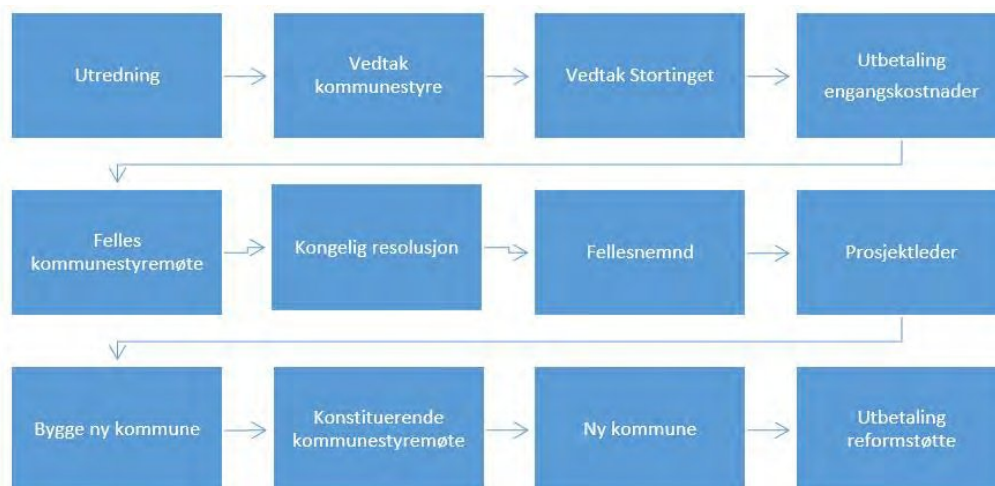 Utredning
Vedtak
kommunestyre
Vedtak Stortinget
Utbetaling
engangskostnader
Felles
kommunestyremøte
Kongelig resolusjon
Fellesnemnd
Prosjektleder
Bygge ny kommune
Konstituerende
kommunestyremøte
Ny kommune
Utbetaling
reformstøtte